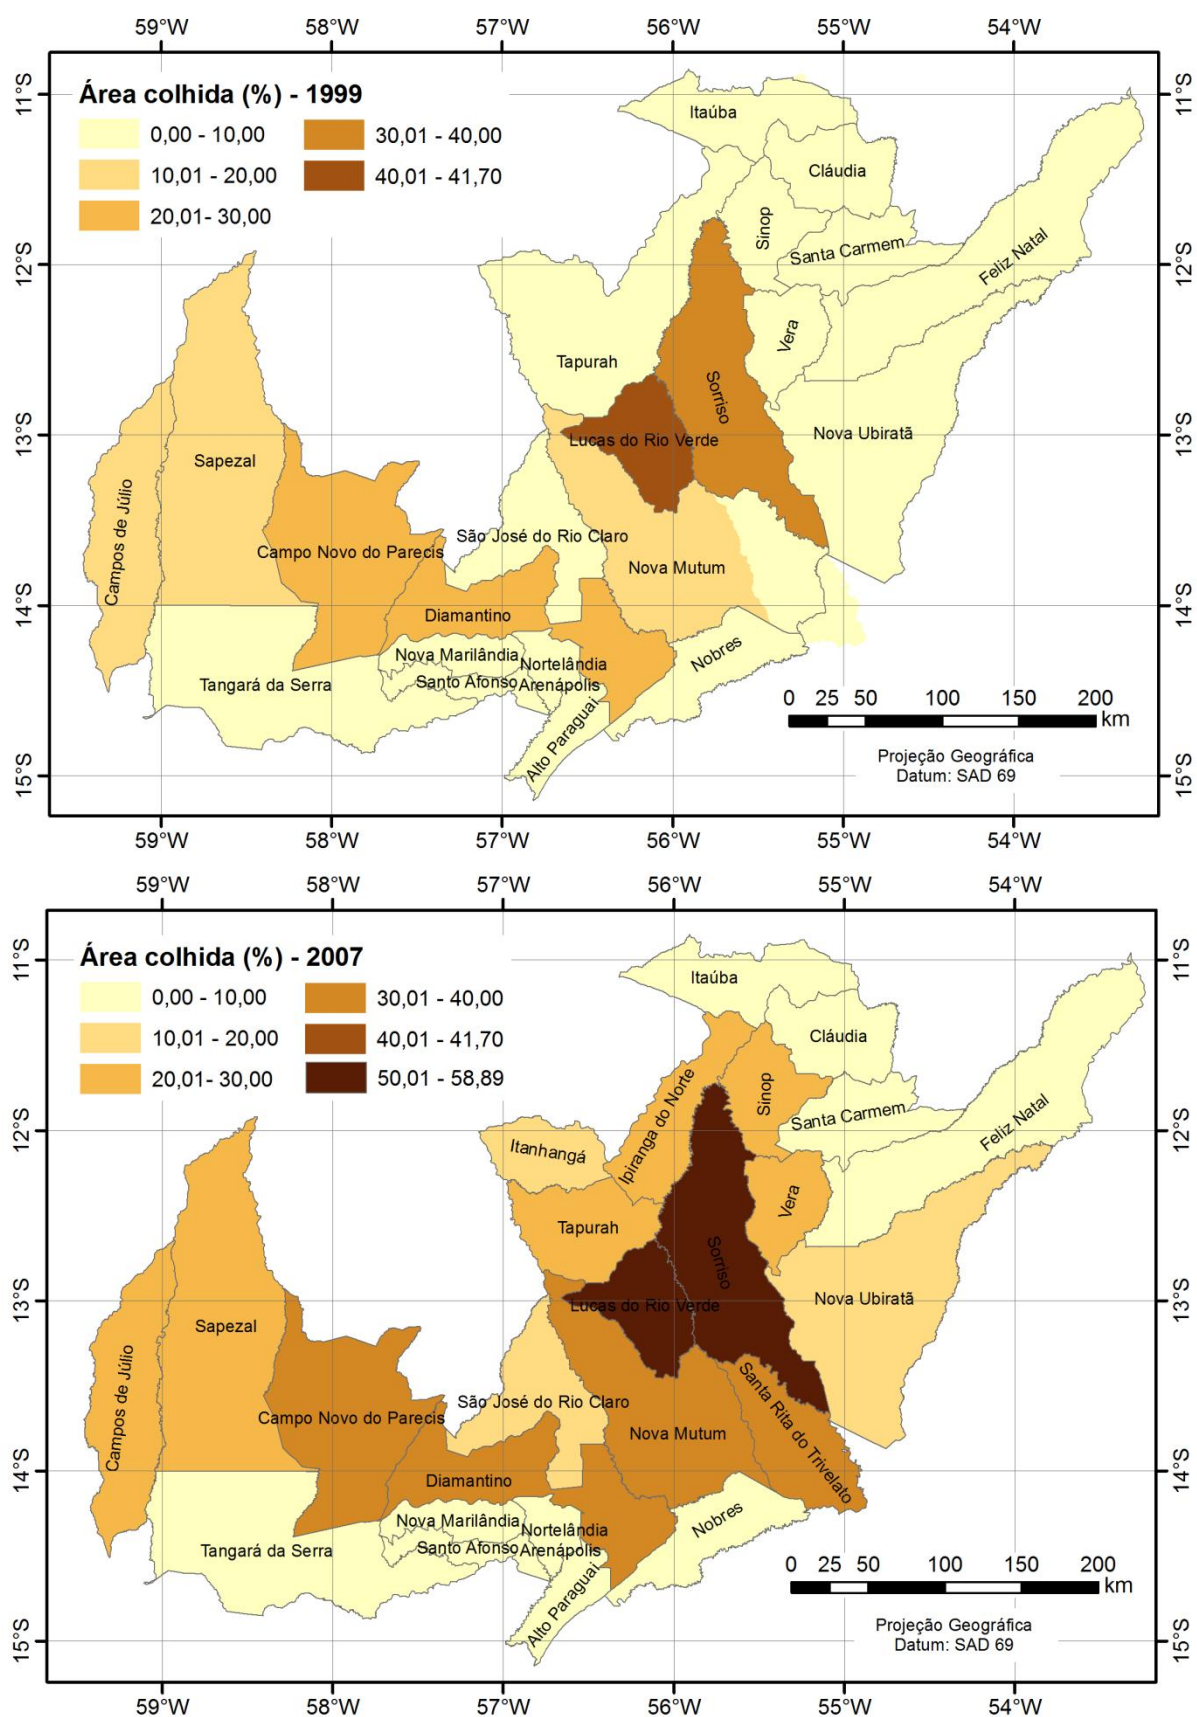 59°W 58°W 57°W 56°W 55°W 54°W
Área colhida (%) - 1999
0,00 - 10,00
10,01 - 20,00
20,01- 30,00
30,01 - 40,00
40,01 - 41,70
11°S 11°S
12°S 12°S
13°S 13°S
14°S 14°S
15°S 15°S
Itaúba
Cláudia
Sinop
Santa Carmem
Feliz Natal
Vera
Tapurah
Sorriso
Nova Ubiratã
Lucas do Rio Verde
Sapezal
Campos de Júlio
São José do Rio Claro
Campo Novo do Parecis
Nova Mutum
Diamantino
Nova Marilândia
Nortelândia
Nobres
Tangará da Serra
Santo Afonso
Arenápolis
Alto Paraguai
0 25 50 100 150 200
km
Projeção Geográfica
Datum: SAD 69
59°W 58°W 57°W 56°W 55°W 54°W
59°W 58°W 57°W 56°W 55°W 54°W
Área colhida (%) - 2007
0,00 - 10,00
10,01 - 20,00
20,01- 30,00
30,01 - 40,00
40,01 - 41,70
50,01 - 58,89
11°S 11°S
12°S 12°S
13°S 13°S
14°S 14°S
15°S 15°S
Itaúba
Cláudia
Sinop
Ipiranga do Norte
Santa Carmem
Feliz Natal
Itanhangá
Vera
Tapurah
Sorriso
Nova Ubiratã
Lucas do Rio Verde
Sapezal
Campos de Júlio
São José do Rio Claro
Campo Novo do Parecis
Nova Mutum
Santa Rita do Trivelato
Diamantino
Nova Marilândia
Nortelândia
Nobres
Tangará da Serra
Santo Afonso
Arenápolis
Alto Paraguai
0 25 50 100 150 200
km
Projeção Geográfica
Datum: SAD 69
59°W 58°W 57°W 56°W 55°W 54°W